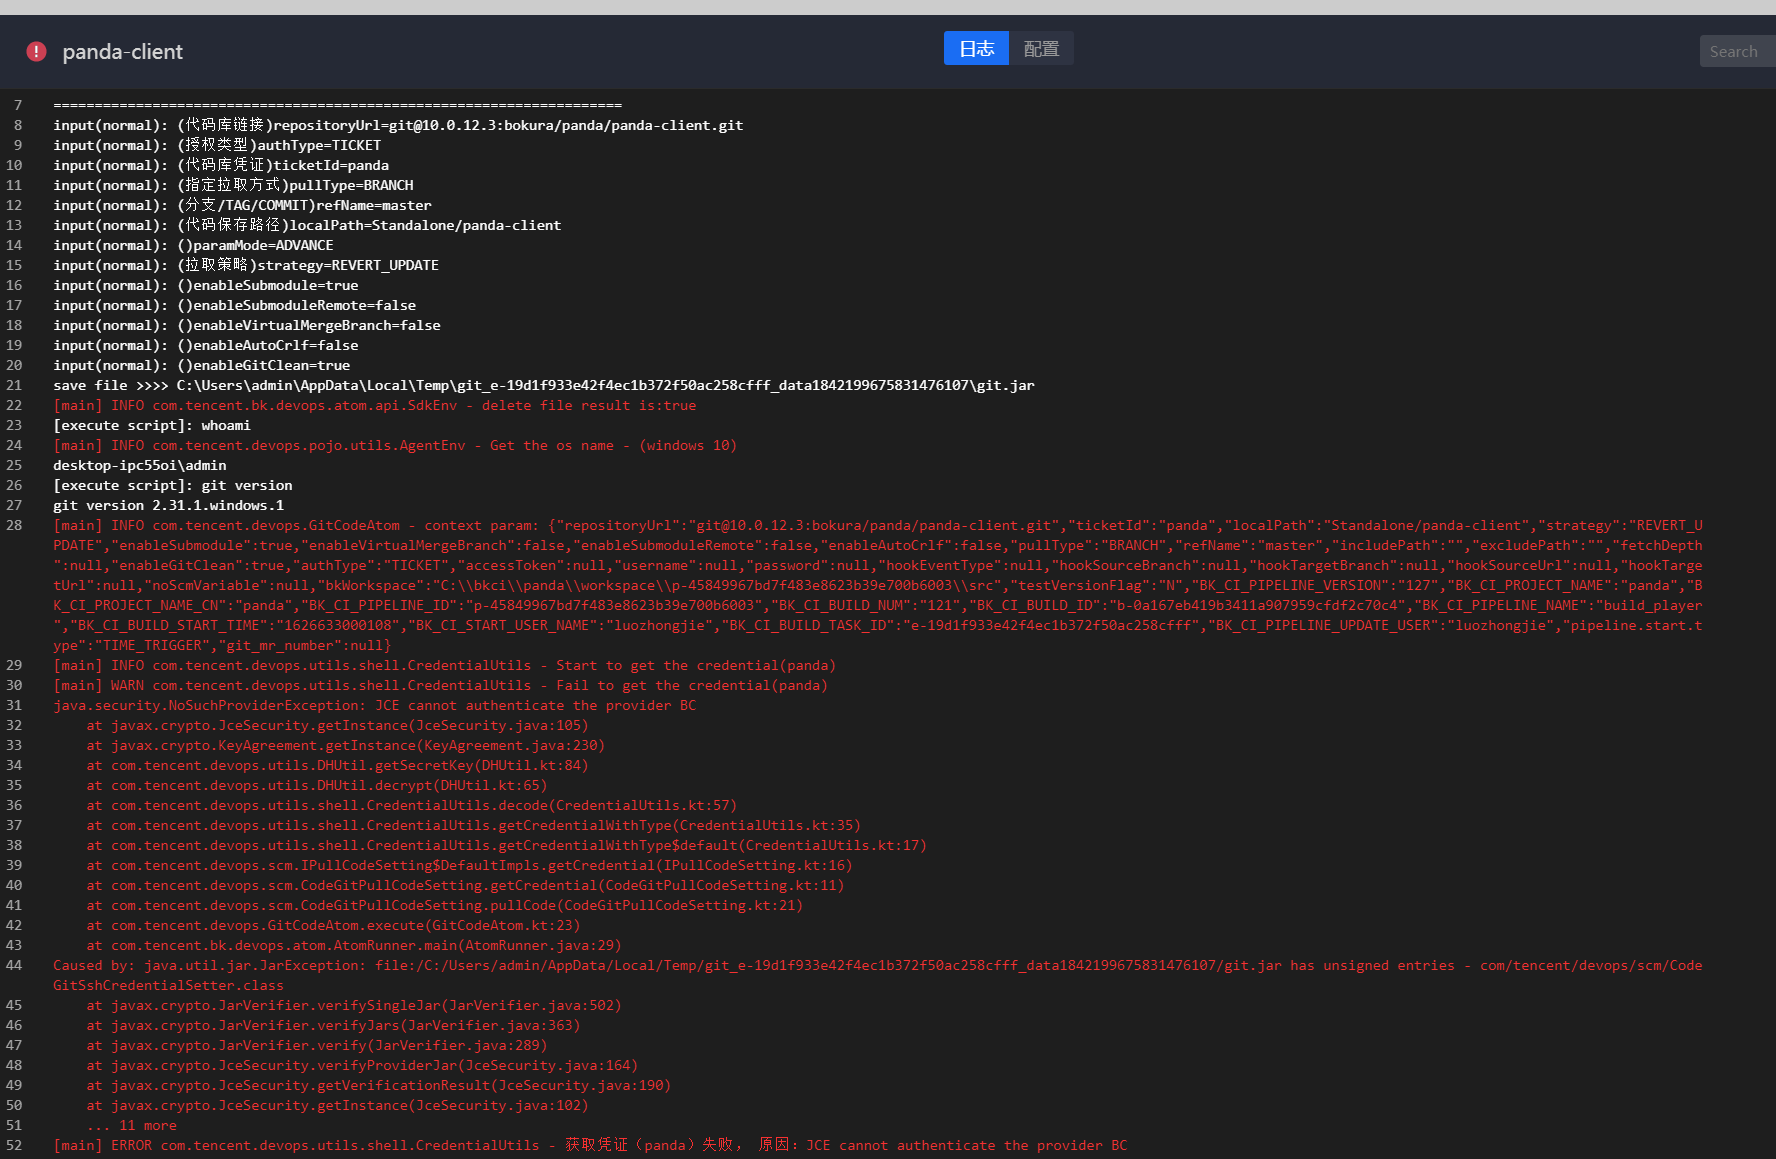 panda-client
日志 配置
Search
7 =====================================================================
8 input(normal): (代码库链接)repositoryUrl=git@10.0.12.3:bokura/panda/panda-client.git
9 input(normal): (授权类型)authType=TICKET
10 input(normal): (代码库凭证)ticketId=panda
11 input(normal): (指定拉取方式)pullType=BRANCH
12 input(normal): (分支/TAG/COMMIT)refName=master
13 input(normal): (代码保存路径)localPath=Standalone/panda-client
14 input(normal): ()paramMode=ADVANCE
15 input(normal): (拉取策略)strategy=REVERT_UPDATE
16 input(normal): ()enableSubmodule=true
17 input(normal): ()enableSubmoduleRemote=false
18 input(normal): ()enableVirtualMergeBranch=false
19 input(normal): ()enableAutoCrlf=false
20 input(normal): ()enableGitClean=true
21 save file >>>> C:\Users\admin\AppData\Local\Temp\git_e-19d1f933e42f4ec1b372f50ac258cfff_data1842199675831476107\git.jar
22 [main] INFO com.tencent.bk.devops.atom.api.SdkEnv - delete file result is:true
23 [execute script]: whoami
24 [main] INFO com.tencent.devops.pojo.utils.AgentEnv - Get the os name - (windows 10)
25 desktop-ipc55oi\admin
26 [execute script]: git version
27 git version 2.31.1.windows.1
28 [main] INFO com.tencent.devops.GitCodeAtom - context param: {"repositoryUrl":"git@10.0.12.3:bokura/panda/panda-client.git","ticketId":"panda","localPath":"Standalone/panda-client","strategy":"REVERT_U
PDATE","enableSubmodule":true,"enableVirtualMergeBranch":false,"enableSubmoduleRemote":false,"enableAutoCrlf":false,"pullType":"BRANCH","refName":"master","includePath":"","excludePath":"","fetchDepth
":null,"enableGitClean":true,"authType":"TICKET","accessToken":null,"username":null,"password":null,"hookEventType":null,"hookSourceBranch":null,"hookTargetBranch":null,"hookSourceUrl":null,"hookTarge
tUrl":null,"noScmVariable":null,"bkWorkspace":"C:\\bkci\\panda\\workspace\\p-45849967bd7f483e8623b39e700b6003\\src","testVersionFlag":"N","BK_CI_PIPELINE_VERSION":"127","BK_CI_PROJECT_NAME":"panda","B
K_CI_PROJECT_NAME_CN":"panda","BK_CI_PIPELINE_ID":"p-45849967bd7f483e8623b39e700b6003","BK_CI_BUILD_NUM":"121","BK_CI_BUILD_ID":"b-0a167eb419b3411a907959cfdf2c70c4","BK_CI_PIPELINE_NAME":"build_player
","BK_CI_BUILD_START_TIME":"1626633000108","BK_CI_START_USER_NAME":"luozhongjie","BK_CI_BUILD_TASK_ID":"e-19d1f933e42f4ec1b372f50ac258cfff","BK_CI_PIPELINE_UPDATE_USER":"luozhongjie","pipeline.start.t
ype":"TIME_TRIGGER","git_mr_number":null}
29 [main] INFO com.tencent.devops.utils.shell.CredentialUtils - Start to get the credential(panda)
30 [main] WARN com.tencent.devops.utils.shell.CredentialUtils - Fail to get the credential(panda)
31 java.security.NoSuchProviderException: JCE cannot authenticate the provider BC
32 at javax.crypto.JceSecurity.getInstance(JceSecurity.java:105)
33 at javax.crypto.KeyAgreement.getInstance(KeyAgreement.java:230)
34 at com.tencent.devops.utils.DHUtil.getSecretKey(DHUtil.kt:84)
35 at com.tencent.devops.utils.DHUtil.decrypt(DHUtil.kt:65)
36 at com.tencent.devops.utils.shell.CredentialUtils.decode(CredentialUtils.kt:57)
37 at com.tencent.devops.utils.shell.CredentialUtils.getCredentialWithType(CredentialUtils.kt:35)
38 at com.tencent.devops.utils.shell.CredentialUtils.getCredentialWithType$default(CredentialUtils.kt:17)
39 at com.tencent.devops.scm.IPullCodeSetting$DefaultImpls.getCredential(IPullCodeSetting.kt:16)
40 at com.tencent.devops.scm.CodeGitPullCodeSetting.getCredential(CodeGitPullCodeSetting.kt:11)
41 at com.tencent.devops.scm.CodeGitPullCodeSetting.pullCode(CodeGitPullCodeSetting.kt:21)
42 at com.tencent.devops.GitCodeAtom.execute(GitCodeAtom.kt:23)
43 at com.tencent.bk.devops.atom.AtomRunner.main(AtomRunner.java:29)
44 Caused by: java.util.jar.JarException: file:/C:/Users/admin/AppData/Local/Temp/git_e-19d1f933e42f4ec1b372f50ac258cfff_data1842199675831476107/git.jar has unsigned entries - com/tencent/devops/scm/Code
GitSshCredentialSetter.class
45 at javax.crypto.JarVerifier.verifySingleJar(JarVerifier.java:502)
46 at javax.crypto.JarVerifier.verifyJars(JarVerifier.java:363)
47 at javax.crypto.JarVerifier.verify(JarVerifier.java:289)
48 at javax.crypto.JceSecurity.verifyProviderJar(JceSecurity.java:164)
49 at javax.crypto.JceSecurity.getVerificationResult(JceSecurity.java:190)
50 at javax.crypto.JceSecurity.getInstance(JceSecurity.java:102)
51 ... 11 more
52 [main] ERROR com.tencent.devops.utils.shell.CredentialUtils - 获取凭证（panda）失败， 原因：JCE cannot authenticate the provider BC